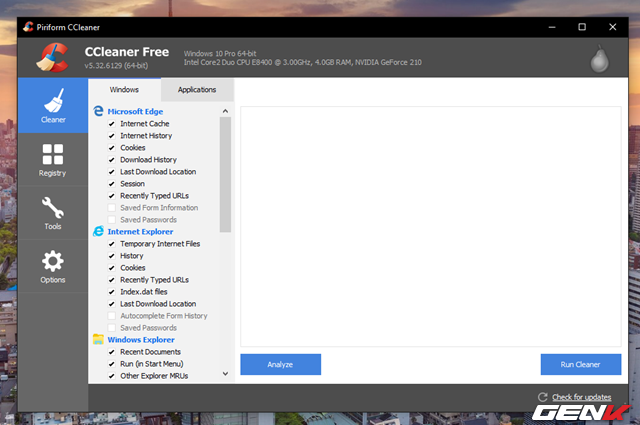 Piriform CCleaner
CCleaner Free
v5.32.6129 (64-bit)
Windows 10 Pro 64-bit
Intel Core2 Duo CPU E8400 @ 3.00GHz, 4.0GB RAM, NVIDIA GeForce 210
Cleaner
Registry
Tools
Options
Windows
Applications
Microsoft Edge
Internet Cache
Internet History
Cookies
Download History
Last Download Location
Session
Recently Typed URLs
Saved Form Information
Saved Passwords
Internet Explorer
Temporary Internet Files
History
Cookies
Recently Typed URLs
Index.dat files
Last Download Location
Autocomplete Form History
Saved Passwords
Windows Explorer
Recent Documents
Run (in Start Menu)
Other Explorer MRUs
Analyze
Run Cleaner
Check for updates
GENK